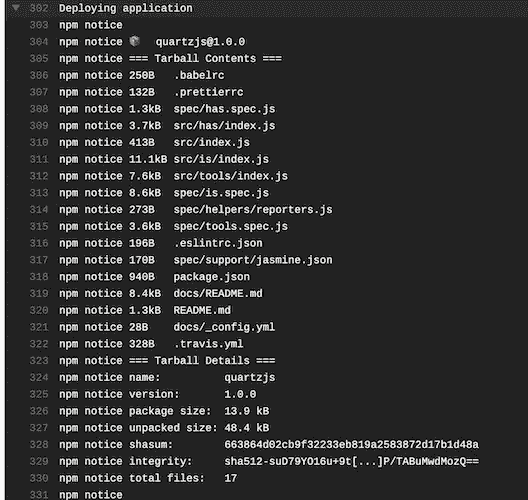 302 Deploying application
303 npm notice
304 npm notice 📦 quartzjs@1.0.0
305 npm notice === Tarball Contents ===
306 npm notice 250B .babelrc
307 npm notice 132B .prettierrc
308 npm notice 1.3kB spec/has.spec.js
309 npm notice 3.7kB src/has/index.js
310 npm notice 413B src/index.js
311 npm notice 11.1kB src/is/index.js
312 npm notice 7.6kB src/tools/index.js
313 npm notice 8.6kB spec/is.spec.js
314 npm notice 273B spec/helpers/reporters.js
315 npm notice 3.6kB spec/tools.spec.js
316 npm notice 196B .eslintrc.json
317 npm notice 170B spec/support/jasmine.json
318 npm notice 940B package.json
319 npm notice 8.4kB docs/README.md
320 npm notice 1.3kB README.md
321 npm notice 28B docs/_config.yml
322 npm notice 328B .travis.yml
323 npm notice === Tarball Details ===
324 npm notice name: quartzjs
325 npm notice version: 1.0.0
326 npm notice package size: 13.9 kB
327 npm notice unpacked size: 48.4 kB
328 npm notice shasum: 663864d02cb9f32233eb819a2583872d17b1d48a
329 npm notice integrity: sha512-suD79YO16u+9t[...]P/TABuMwdMozQ==
330 npm notice total files: 17
331 npm notice